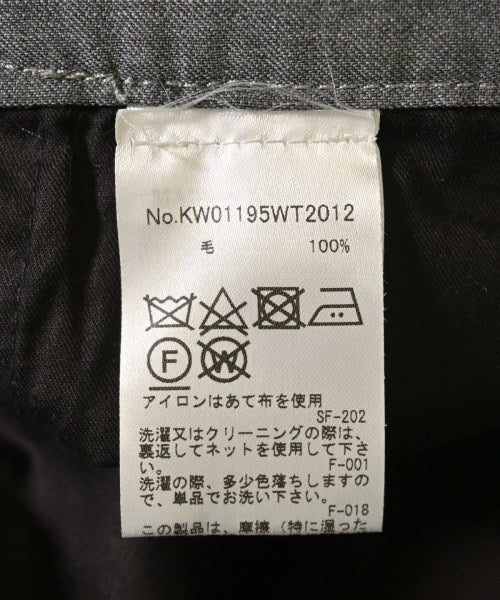 No.KW01195WT2012
毛 100%
F W
アイロンはあて布を使用
SF-202
洗濯又はクリーニングの際は、
裏返してネットを使用して下さ
い。 F-001
洗濯の際、多少色落ちしますの
で、単品でお洗い下さい。
F-018
この製品は、摩擦（特に湿った